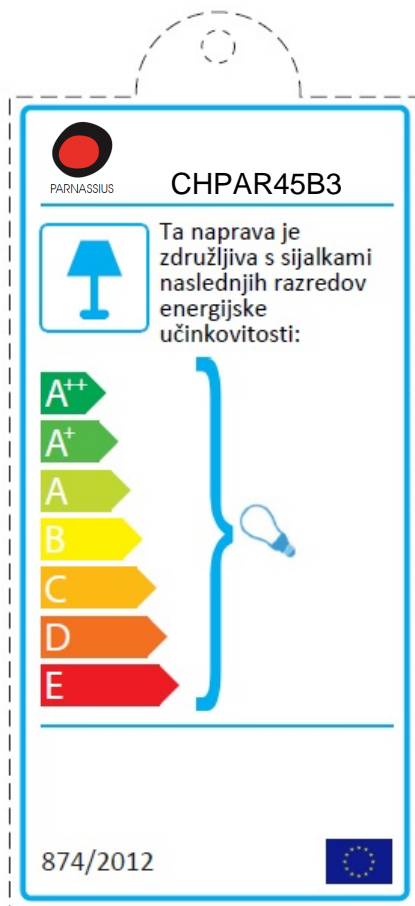 PARNASSIUS
CHPAR45B3
Ta naprava je
združljiva s sijalkami
naslednjih razredov
energijske
učinkovitosti:
A++
A+
A
B
C
D
E
874/2012